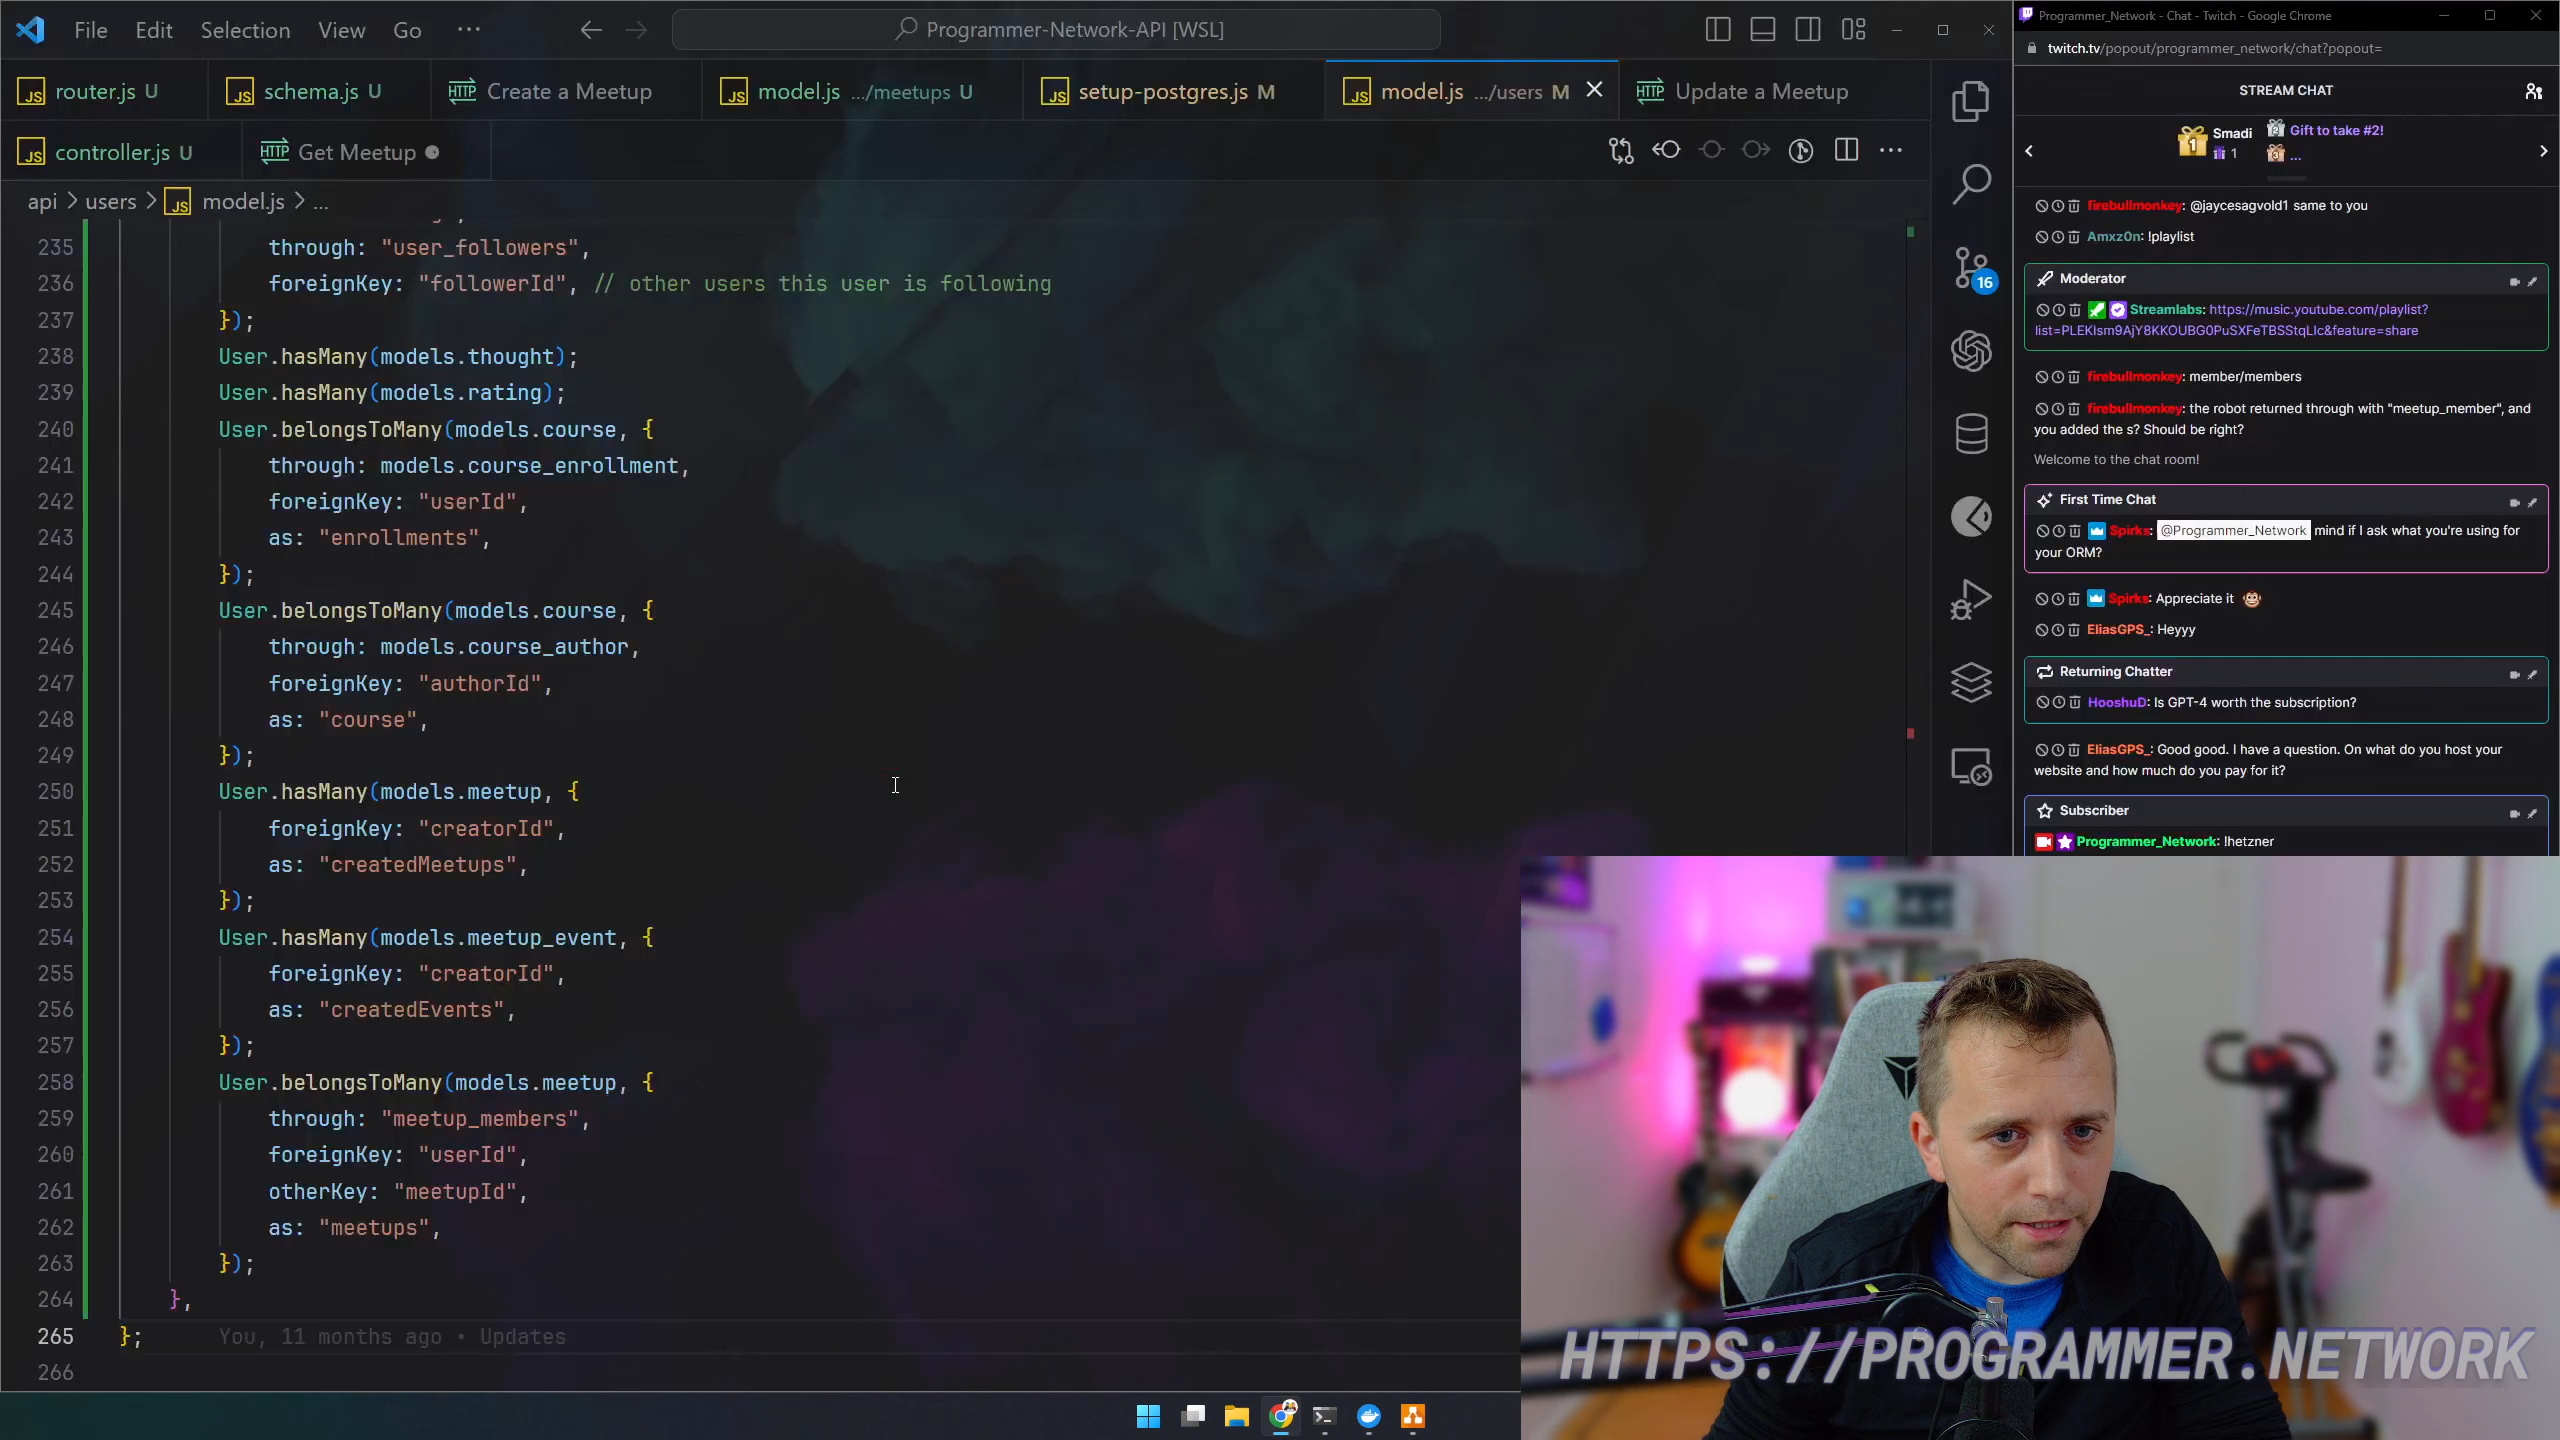 File Edit Selection View Go ··· Programmer-Network-API [WSL]
router.js U schema.js U Create a Meetup model.js .../meetups U setup-postgres.js M model.js .../users M Update a Meetup
controller.js U Get Meetup
api > users > model.js > ...
235 through: "user_followers",
236 foreignKey: "followerId", // other users this user is following
237 });
238 User.hasMany(models.thought);
239 User.hasMany(models.rating);
240 User.belongsToMany(models.course, {
241 through: models.course_enrollment,
242 foreignKey: "userId",
243 as: "enrollments",
244 });
245 User.belongsToMany(models.course, {
246 through: models.course_author,
247 foreignKey: "authorId",
248 as: "course",
249 });
250 User.hasMany(models.meetup, {
251 foreignKey: "creatorId",
252 as: "createdMeetups",
253 });
254 User.hasMany(models.meetup_event, {
255 foreignKey: "creatorId",
256 as: "createdEvents",
257 });
258 User.belongsToMany(models.meetup, {
259 through: "meetup_members",
260 foreignKey: "userId",
261 otherKey: "meetupId",
262 as: "meetups",
263 });
264 },
265 }; You, 11 months ago • Updates
266
16
Programmer_Network - Chat - Twitch - Google Chrome
twitch.tv/popout/programmer_network/chat?popout=
STREAM CHAT
1 Smadi 1 2 Gift to take #2!
3 ...
firebullmonkey: @jaycesagvold1 same to you
Amxz0n: !playlist
Moderator
Streamlabs: https://music.youtube.com/playlist?
list=PLEKIsm9AjY8KKOUBG0PuSXFeTBSStqLIc&feature=share
firebullmonkey: member/members
firebullmonkey: the robot returned through with "meetup_member", and
you added the s? Should be right?
Welcome to the chat room!
First Time Chat
Spirks: @Programmer_Network mind if I ask what you're using for
your ORM?
Spirks: Appreciate it
EliasGPS_: Heyyy
Returning Chatter
HooshuD: Is GPT-4 worth the subscription?
EliasGPS_: Good good. I have a question. On what do you host your
website and how much do you pay for it?
Subscriber
Programmer_Network: !hetzner
HTTPS://PROGRAMMER.NETWORK